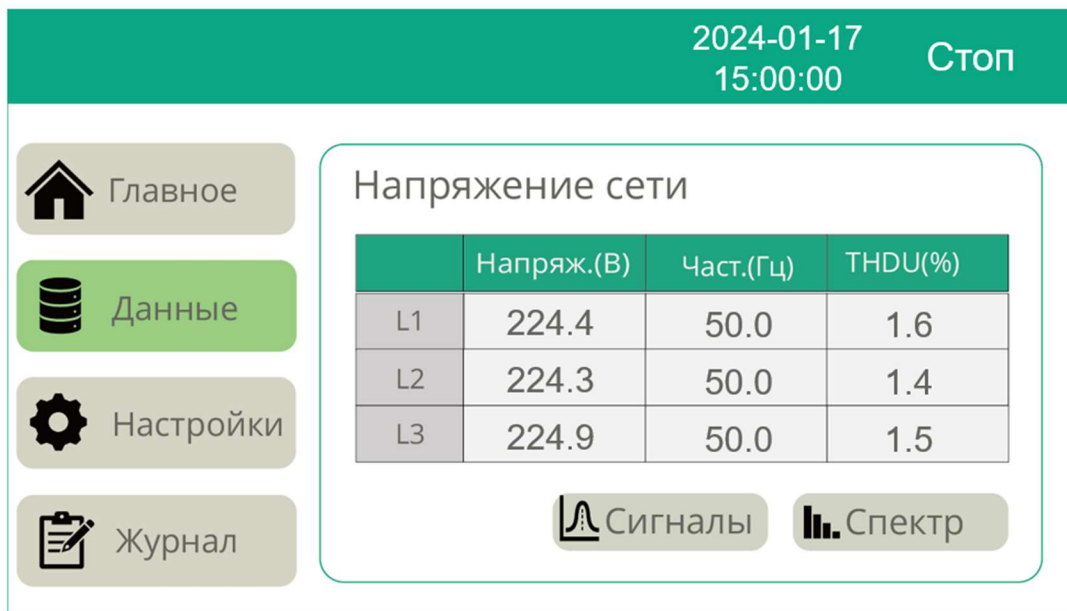 2024-01-17
15:00:00
Стоп
Главное
Данные
Настройки
Журнал
Напряжение сети
Напряж.(В) Част.(Гц) THDU(%)
L1 224.4 50.0 1.6
L2 224.3 50.0 1.4
L3 224.9 50.0 1.5
Сигналы Спектр